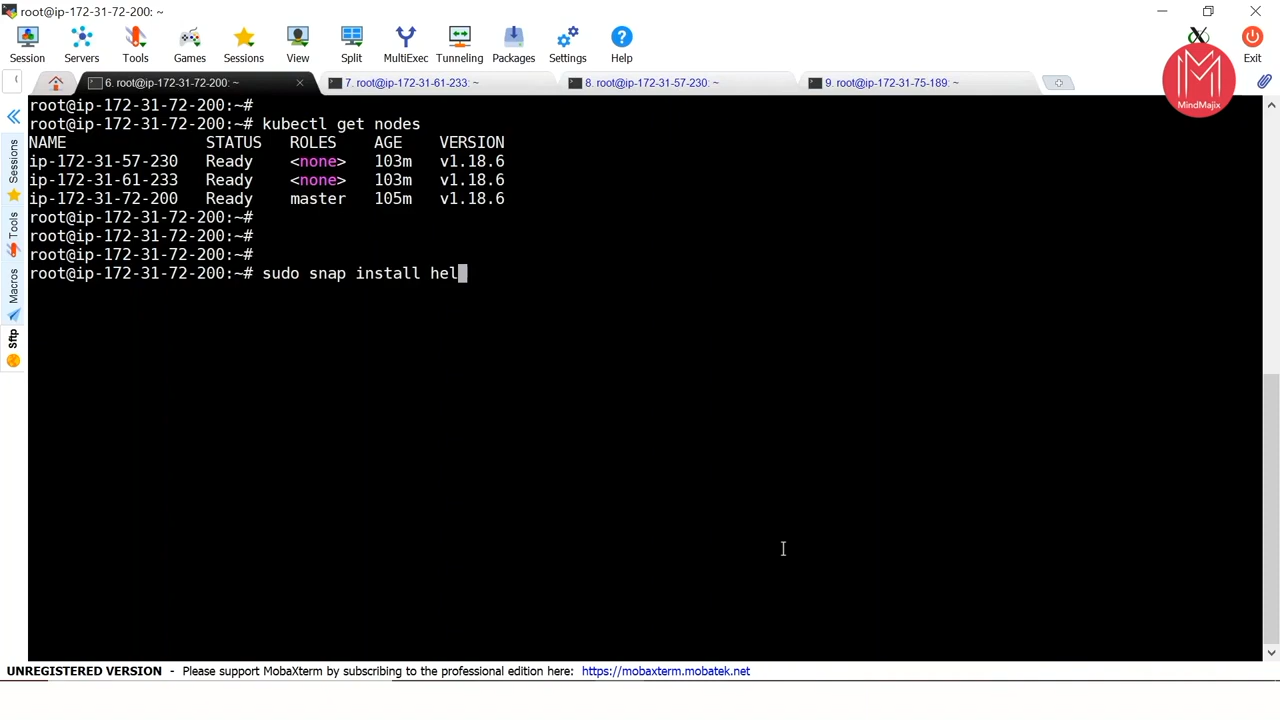 root@ip-172-31-72-200: ~
Session Servers Tools Games Sessions View Split MultiExec Tunneling Packages Settings Help X Exit
6. root@ip-172-31-72-200: ~
7. root@ip-172-31-61-233: ~
8. root@ip-172-31-57-230: ~
9. root@ip-172-31-75-189: ~
M
MindMajix
Sessions
Tools
Macros
Sftp
root@ip-172-31-72-200:~#
root@ip-172-31-72-200:~# kubectl get nodes
NAME STATUS ROLES AGE VERSION
ip-172-31-57-230 Ready <none> 103m v1.18.6
ip-172-31-61-233 Ready <none> 103m v1.18.6
ip-172-31-72-200 Ready master 105m v1.18.6
root@ip-172-31-72-200:~#
root@ip-172-31-72-200:~#
root@ip-172-31-72-200:~#
root@ip-172-31-72-200:~# sudo snap install hel
UNREGISTERED VERSION - Please support MobaXterm by subscribing to the professional edition here: https://mobaxterm.mobatek.net